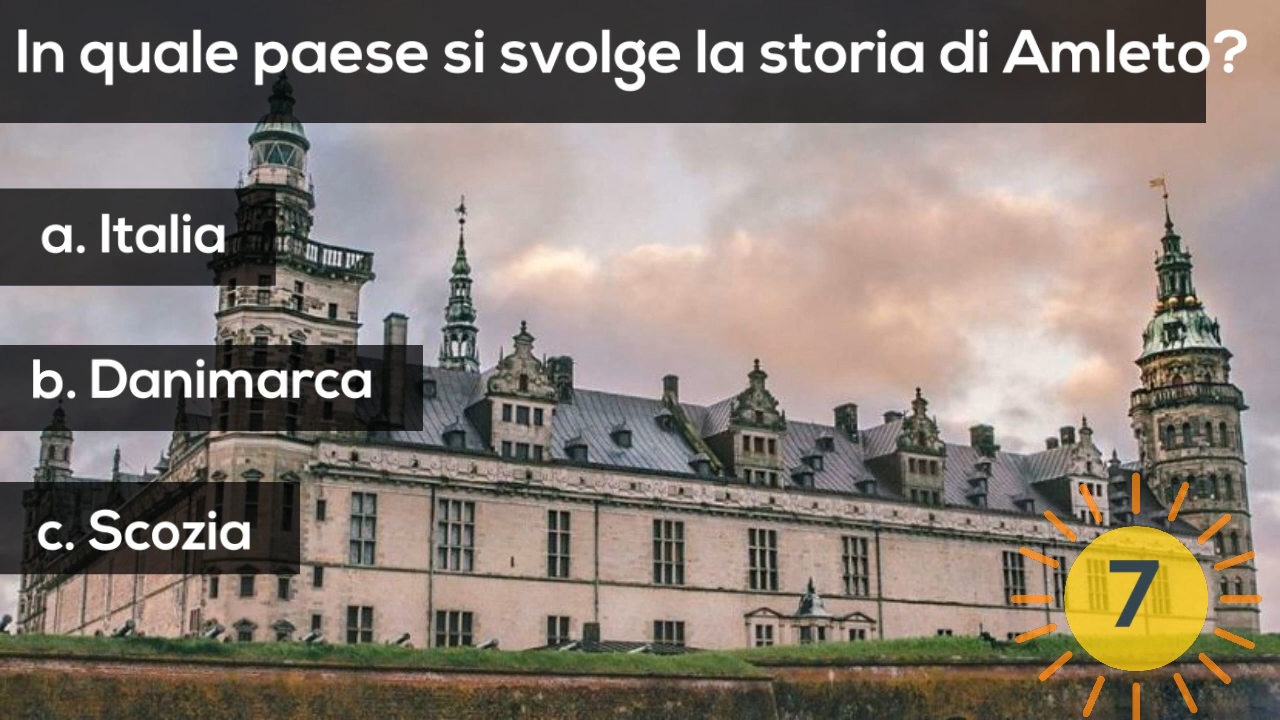 In quale paese si svolge la storia di Amleto?
a. Italia
b. Danimarca
c. Scozia
7